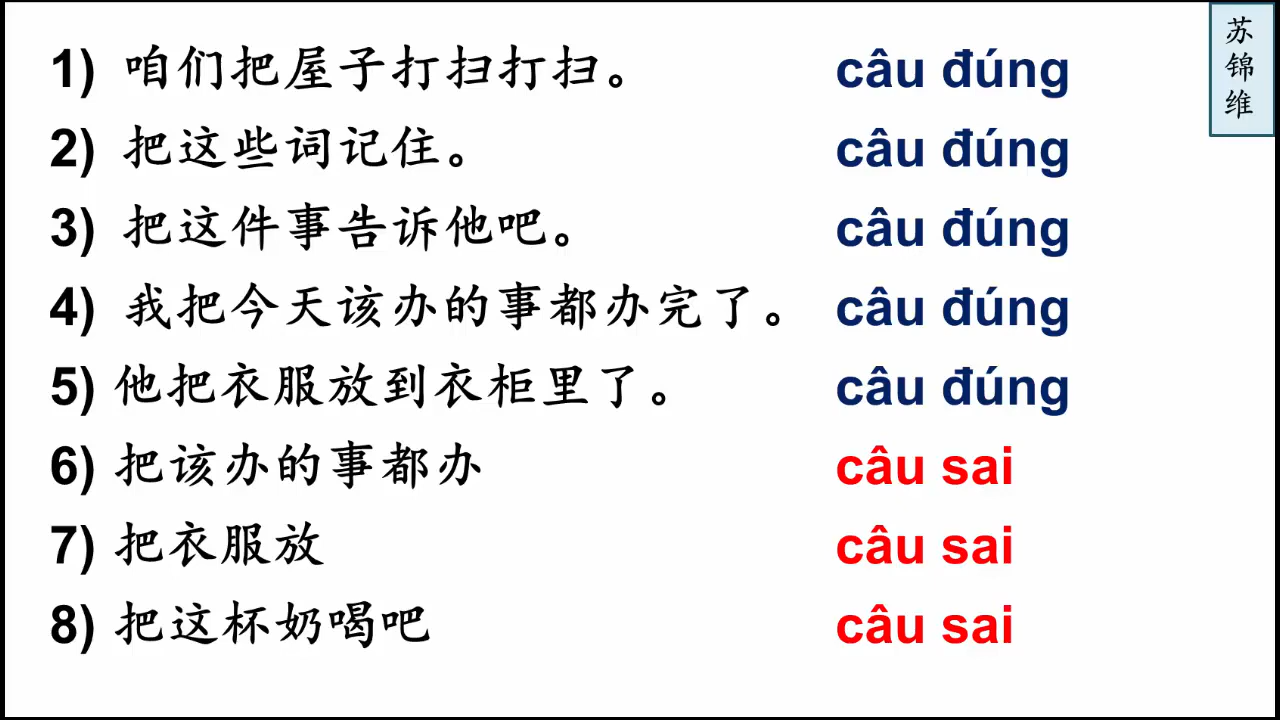 1) 咱们把屋子打扫打扫。 câu đúng
2) 把这些词记住。 câu đúng
3) 把这件事告诉他吧。 câu đúng
4) 我把今天该办的事都办完了。 câu đúng
5) 他把衣服放到衣柜里了。 câu đúng
6) 把该办的事都办 câu sai
7) 把衣服放 câu sai
8) 把这杯奶喝吧 câu sai
苏锦维